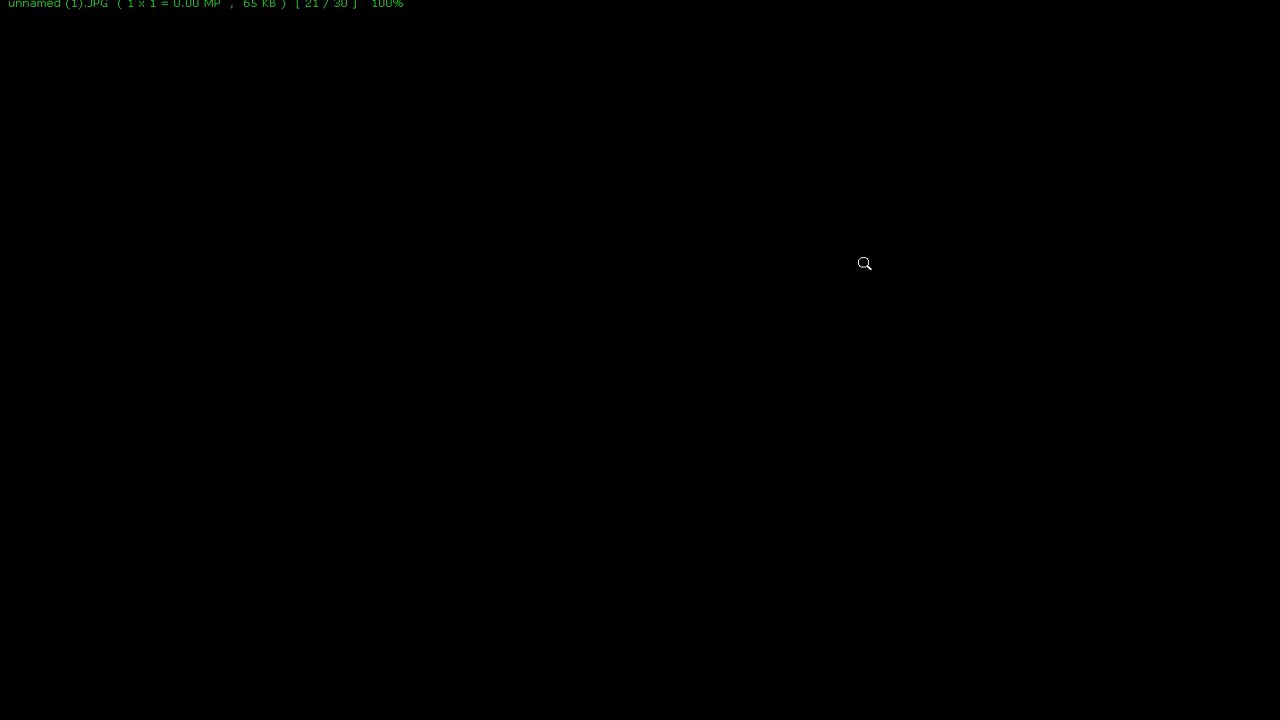 unnamed (1).JPG ( 1 x 1 = 0.00 MP , 65 KB ) [ 21 / 30 ] 100%